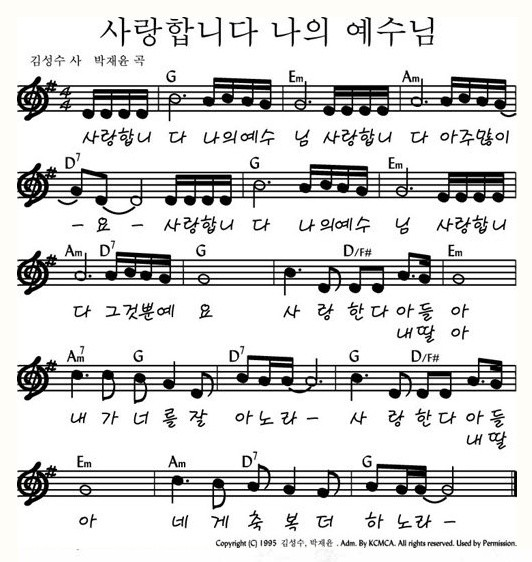 사랑합니다 나의 예수님
김성수 사 박재윤 곡
G Em Am
4
4
사랑합니 다 나의예수 님 사랑합니 다 아주많이
D7 G Em
- 요 - 사랑합니 다 나의예수 님 사랑합니
Am D7 G D/F# Em
다 그것뿐예 요 사 랑 한 다 아들 아
내딸 아
Am7 G D7 G D/F#
내 가 너 를 잘 아노라 - 사 랑 한 다 아들
내딸
Em Am D7 G
아 네 게 축 복 더 하 노라 -
Copyright (C) 1995 김성수, 박재윤 . Adm. By KCMCA. All rights reserved. Used by Permission.